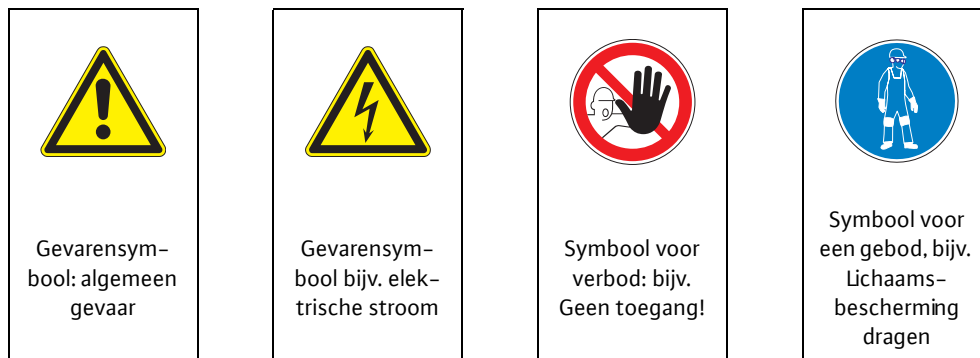 Gevarensym-
bool: algemeen
gevaar
Gevarensym-
bool bijv. elek-
trische stroom
Symbool voor
verbod: bijv.
Geen toegang!
Symbool voor
een gebod, bijv.
Lichaams-
bescherming
dragen